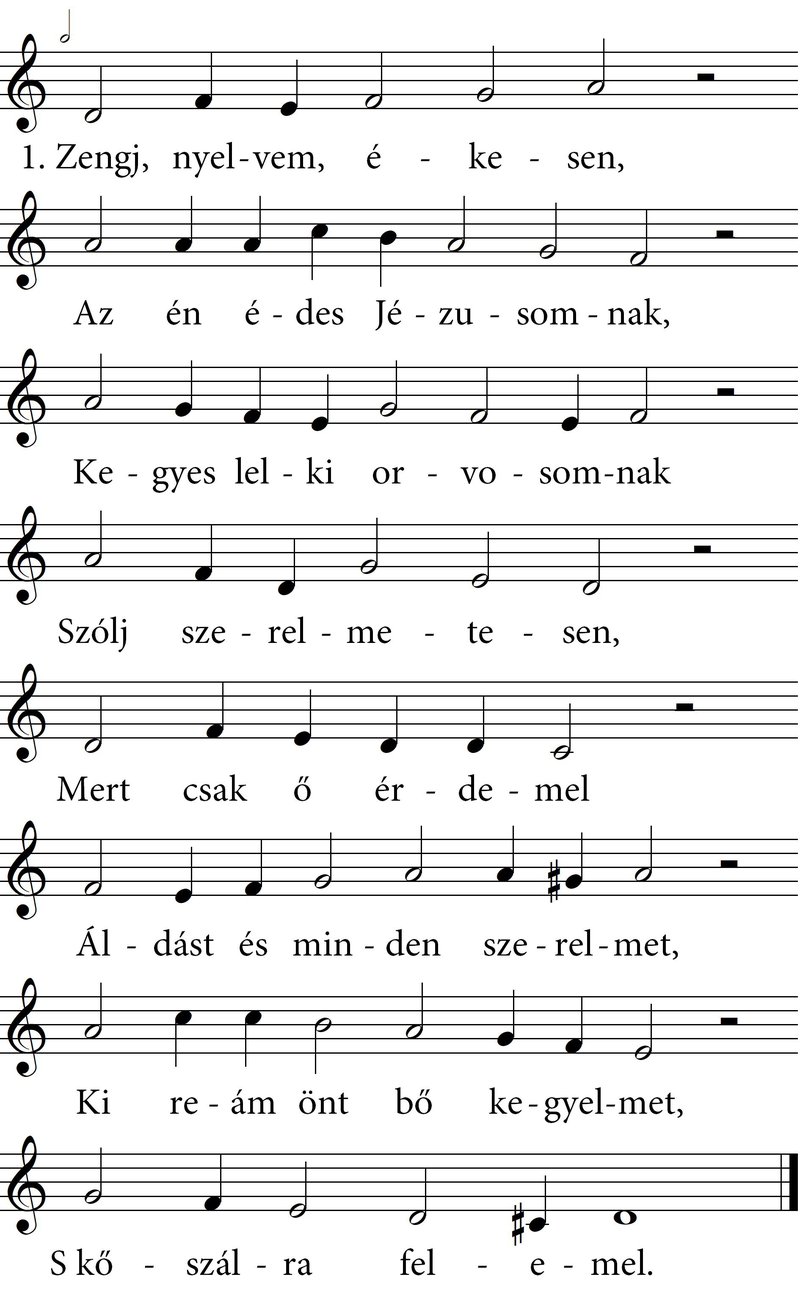 1. Zengj, nyel-vem, é - ke - sen,
Az én é - des Jé - zu - som - nak,
Ke - gyes lel - ki or - vo - som-nak
Szólj sze - rel - me - te - sen,
Mert csak ő ér - de - mel
Ál - dást és min - den sze - rel - met,
Ki re - ám önt bő ke - gyel-met,
S kő - szál - ra fel - e - mel.